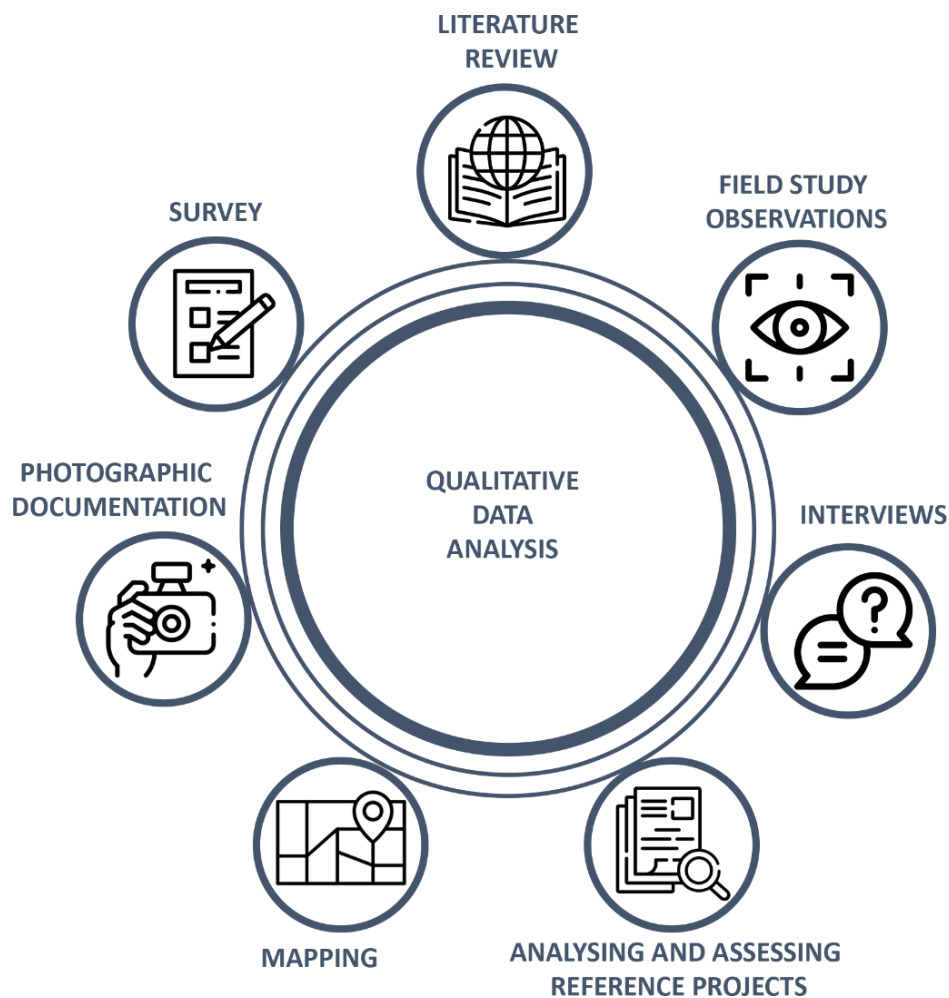 LITERATURE
REVIEW
FIELD STUDY
OBSERVATIONS
SURVEY
PHOTOGRAPHIC
DOCUMENTATION
QUALITATIVE
DATA
ANALYSIS
INTERVIEWS
?
MAPPING
ANALYSING AND ASSESSING
REFERENCE PROJECTS